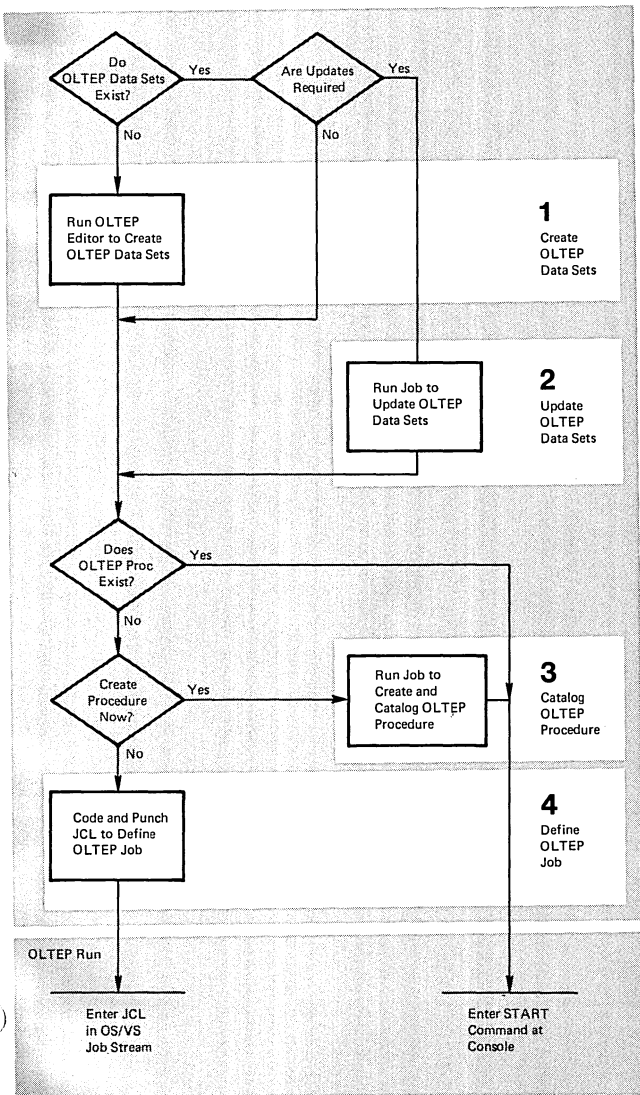 Do
OLTEP Data Sets
Exist?
Yes
Are Updates
Required
Yes
No
No
Run OLTEP
Editor to Create
OLTEP Data Sets
1
Create
OLTEP
Data Sets
Run Job to
Update OLTEP
Data Sets
2
Update
OLTEP
Data Sets
Does
OLTEP Proc
Exist?
Yes
No
Create
Procedure
Now?
Yes
Run Job to
Create and
Catalog OLTEP
Procedure
3
Catalog
OLTEP
Procedure
No
Code and Punch
JCL to Define
OLTEP Job
4
Define
OLTEP
Job
OLTEP Run
Enter JCL
in OS/VS
Job Stream
Enter START
Command at
Console